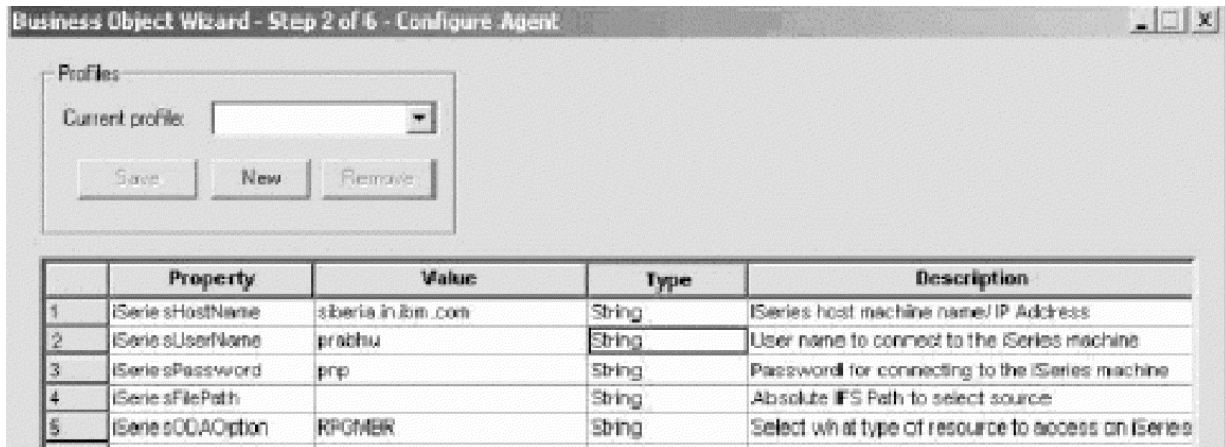 Business Object Wizard - Step 2 of 6 - Configure Agent
Profiles
Current profile:
Save New Remove
Property Value Type Description
1 iSeriesHostName siberia.in.ibm.com String ISeries host machine name/IP Address
2 iSeriesUserName prabhu String User name to connect to the iSeries machine
3 iSeriesPassword pnp String Password for connecting to the iSeries machine
4 iSeriesFilePath String Absolute IFS Path to select source
5 iSeriesODAOption RPGMBR String Select what type of resource to access on iSeries